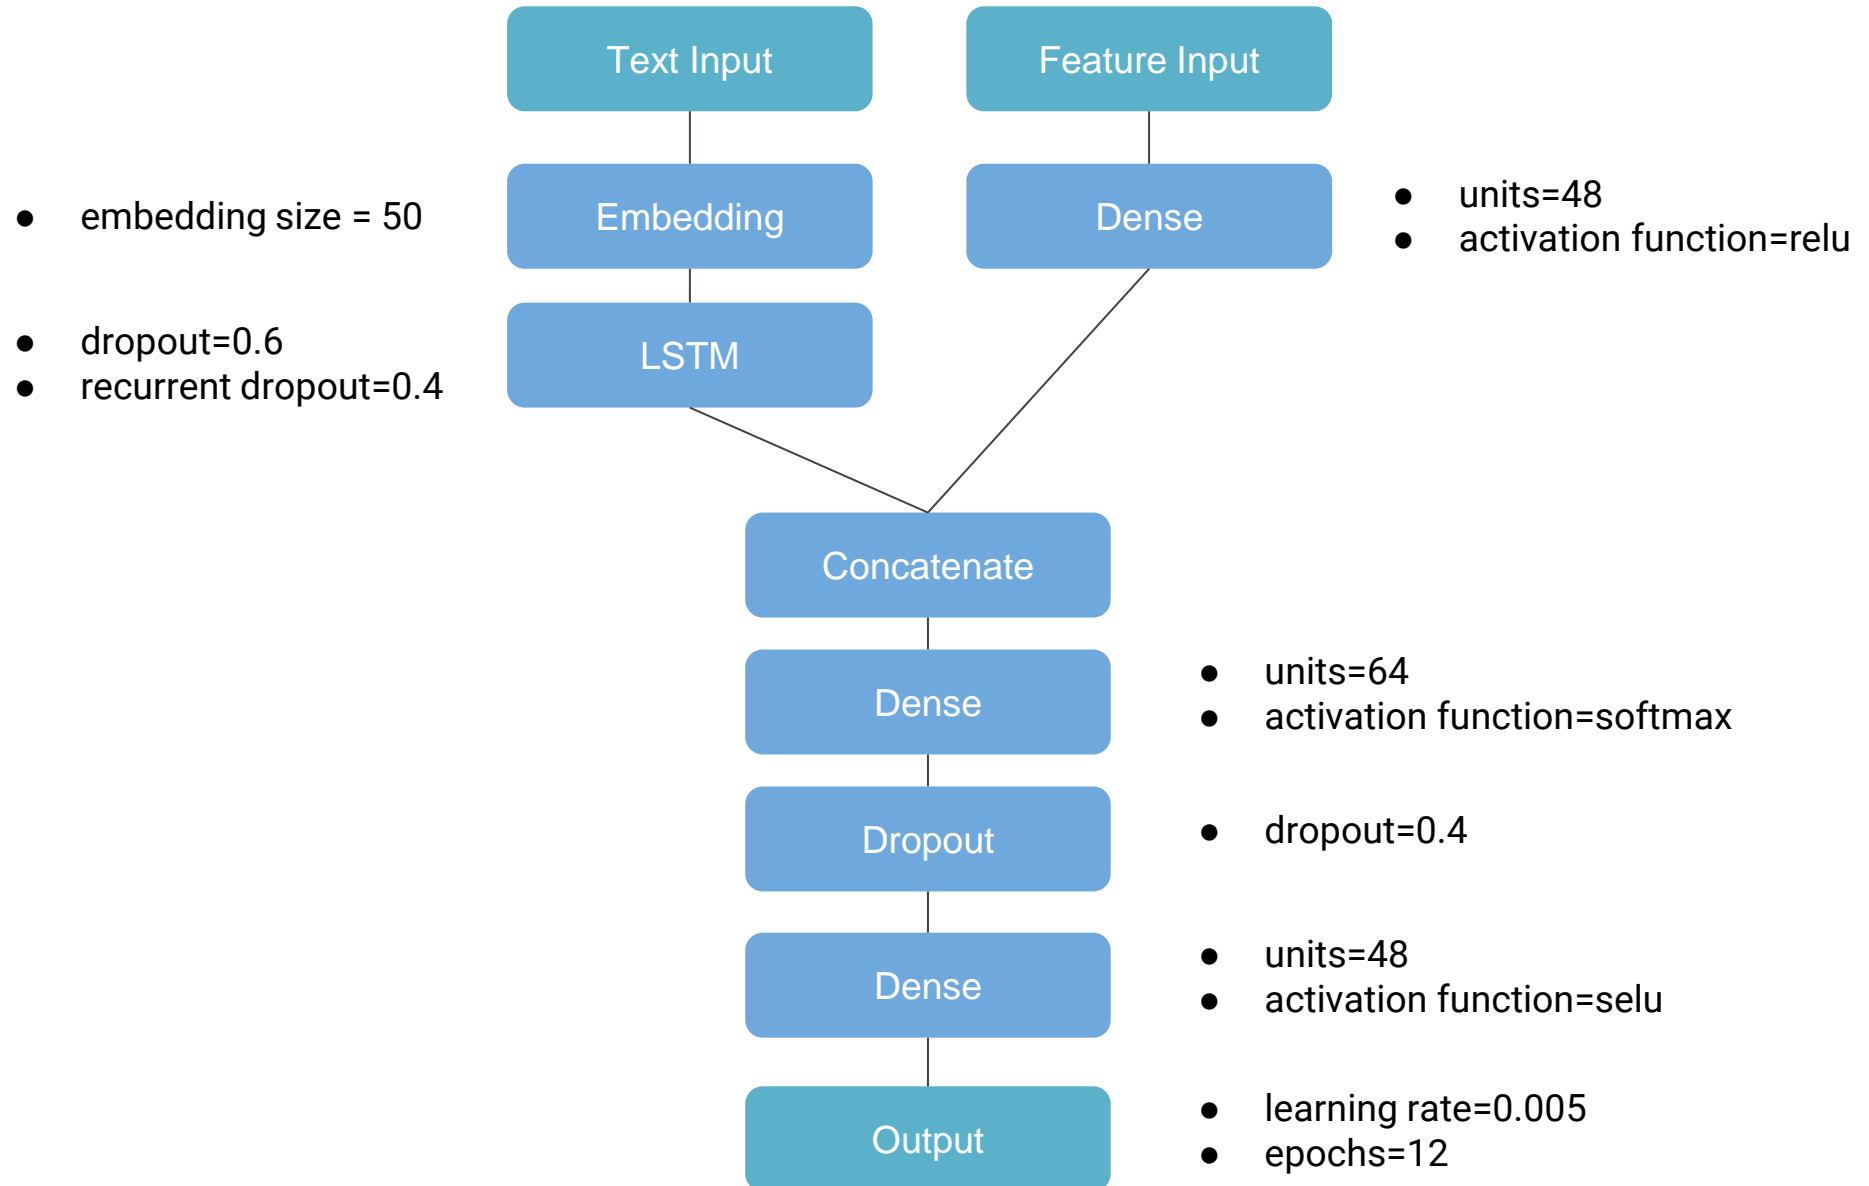 Text Input
Feature Input
● embedding size = 50
Embedding
Dense
● units=48
● activation function=relu
● dropout=0.6
● recurrent dropout=0.4
LSTM
Concatenate
Dense
● units=64
● activation function=softmax
Dropout
● dropout=0.4
Dense
● units=48
● activation function=selu
Output
● learning rate=0.005
● epochs=12